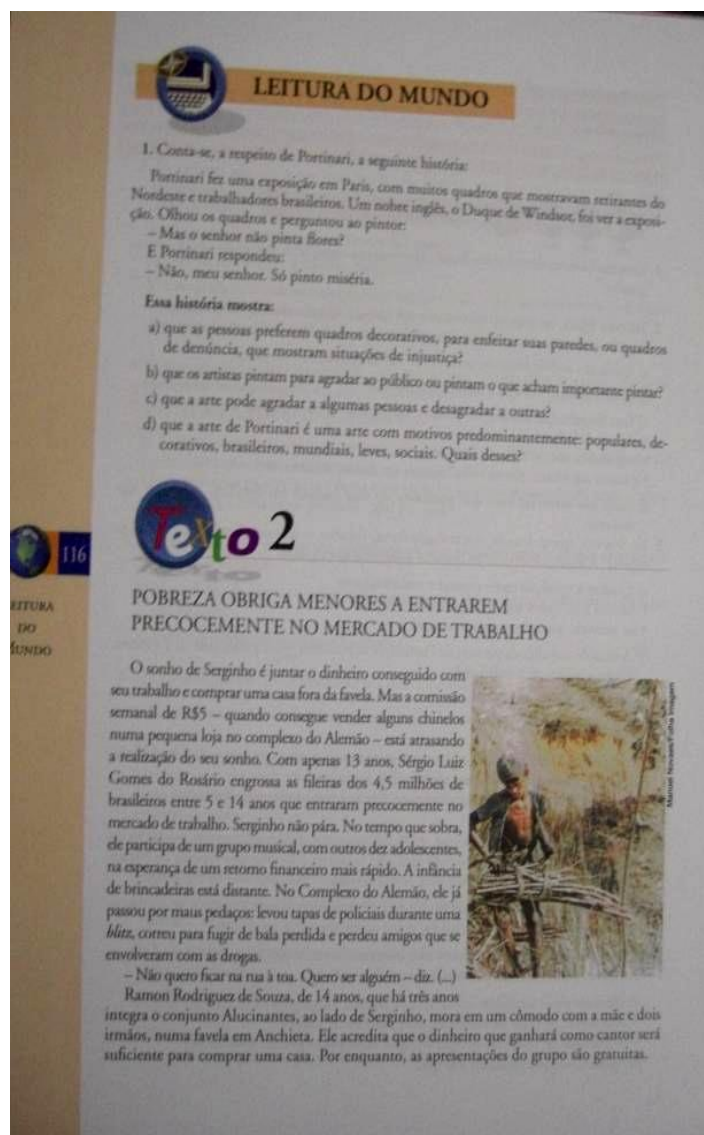 LEITURA DO MUNDO
1. Conta-se, a respeito de Portinari, a seguinte história:
Portinari fez uma exposição em Paris, com muitos quadros que mostravam retirantes do
Nordeste e trabalhadores brasileiros. Um nobre inglês, o Duque de Windsor, foi ver a exposi-
ção. Olhou os quadros e perguntou ao pintor:
– Mas o senhor não pinta flores?
E Portinari respondeu:
– Não, meu senhor. Só pinto miséria.
Essa história mostra:
a) que as pessoas preferem quadros decorativos, para enfeitar suas paredes, ou quadros
de denúncia, que mostram situações de injustiça?
b) que os artistas pintam para agradar ao público ou pintam o que acham importante pintar?
c) que a arte pode agradar a algumas pessoas e desagradar a outras?
d) que a arte de Portinari é uma arte com motivos predominantemente: populares, de-
corativos, brasileiros, mundiais, leves, sociais. Quais desses?
Texto 2
116
EITURA
DO
MUNDO
POBREZA OBRIGA MENORES A ENTRAREM
PRECOCEMENTE NO MERCADO DE TRABALHO
O sonho de Serginho é juntar o dinheiro conseguido com
seu trabalho e comprar uma casa fora da favela. Mas a comissão
semanal de R$5 – quando consegue vender alguns chinelos
numa pequena loja no complexo do Alemão – está atrasando
a realização do seu sonho. Com apenas 13 anos, Sérgio Luiz
Gomes do Rosário engrossa as fileiras dos 4,5 milhões de
brasileiros entre 5 e 14 anos que entraram precocemente no
mercado de trabalho. Serginho não pára. No tempo que sobra,
ele participa de um grupo musical, com outros dez adolescentes,
na esperança de um retorno financeiro mais rápido. A infância
de brincadeiras está distante. No Complexo do Alemão, ele já
passou por maus pedaços: levou tapas de policiais durante uma
blitz, correu para fugir de bala perdida e perdeu amigos que se
envolveram com as drogas.
– Não quero ficar na rua à toa. Quero ser alguém – diz. (...)
Ramon Rodriguez de Souza, de 14 anos, que há três anos
integra o conjunto Alucinantes, ao lado de Serginho, mora em um cômodo com a mãe e dois
irmãos, numa favela em Anchieta. Ele acredita que o dinheiro que ganhará como cantor será
suficiente para comprar uma casa. Por enquanto, as apresentações do grupo são gratuitas.
Manoel Novaes/Folha Imagem